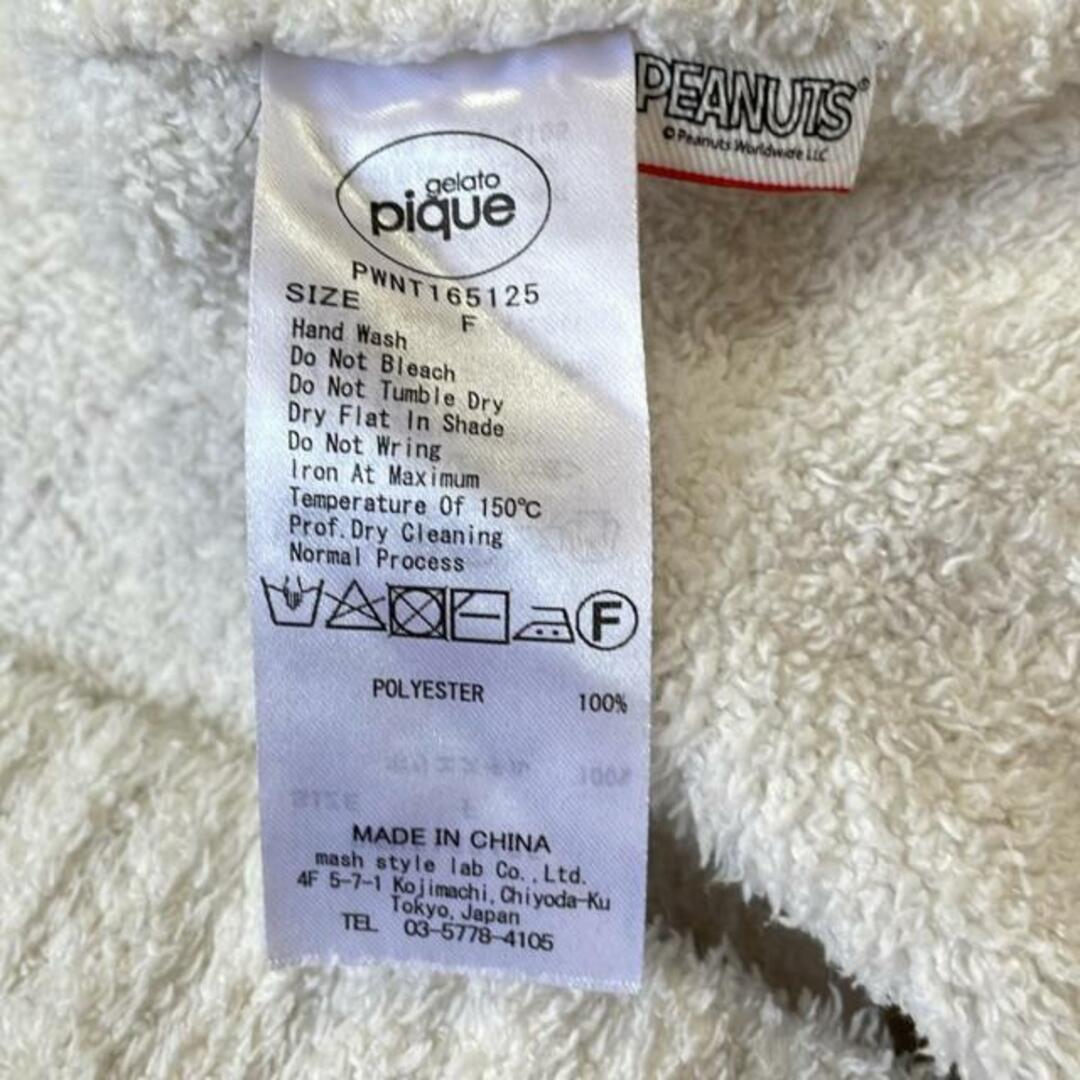 PEANUTS®
© Peanuts Worldwide LLC
gelato
pique
PWNT165125
SIZE F
Hand Wash
Do Not Bleach
Do Not Tumble Dry
Dry Flat In Shade
Do Not Wring
Iron At Maximum
Temperature Of 150℃
Prof.Dry Cleaning
Normal Process
F
POLYESTER 100%
MADE IN CHINA
mash style lab Co.,Ltd.
4F 5-7-1 Kojimachi,Chiyoda-Ku
Tokyo,Japan
TEL 03-5778-4105